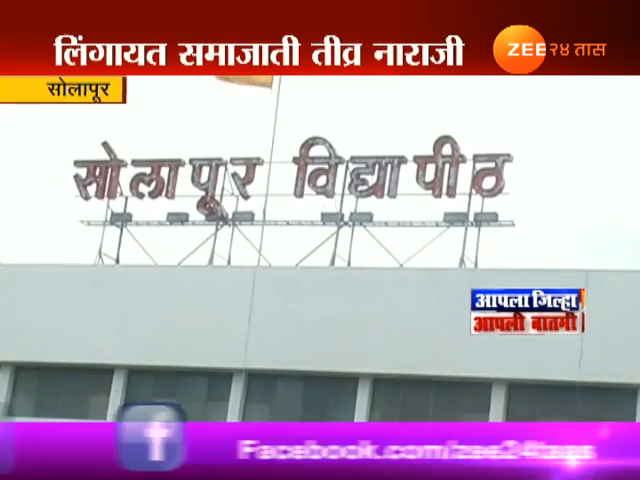 लिंगायत समाजाती तीव्र नाराजी
ZEE २४ तास
सोलापूर
सोलापूर विद्यापीठ
आपला जिल्हा
आपली बातमी
f
Facebook.com/zee24taas